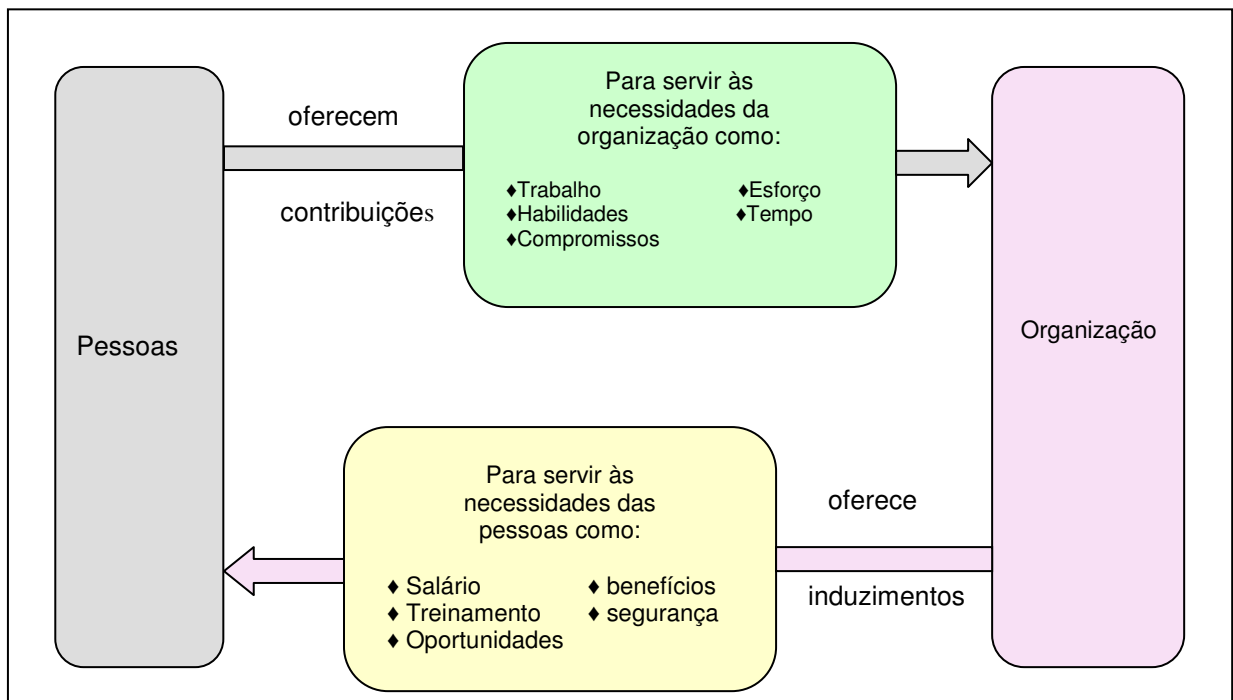 Pessoas
oferecem
contribuições
Para servir às
necessidades da
organização como:
♦Trabalho ♦Esforço
♦Habilidades ♦Tempo
♦Compromissos
Organização
oferece
induzimentos
Para servir às
necessidades das
pessoas como:
♦ Salário ♦ benefícios
♦ Treinamento ♦ segurança
♦ Oportunidades